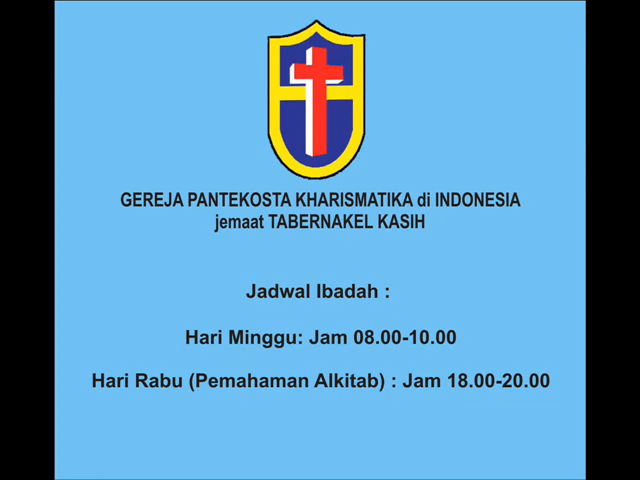 GEREJA PANTEKOSTA KHARISMATIKA di INDONESIA
jemaat TABERNAKEL KASIH
Jadwal Ibadah :
Hari Minggu: Jam 08.00-10.00
Hari Rabu (Pemahaman Alkitab) : Jam 18.00-20.00